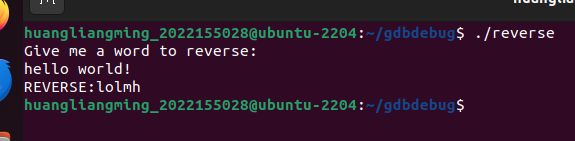 huangliangming_2022155028@ubuntu-2204:~/gdbdebug$ ./reverse
Give me a word to reverse:
hello world!
REVERSE:lolmh
huangliangming_2022155028@ubuntu-2204:~/gdbdebug$